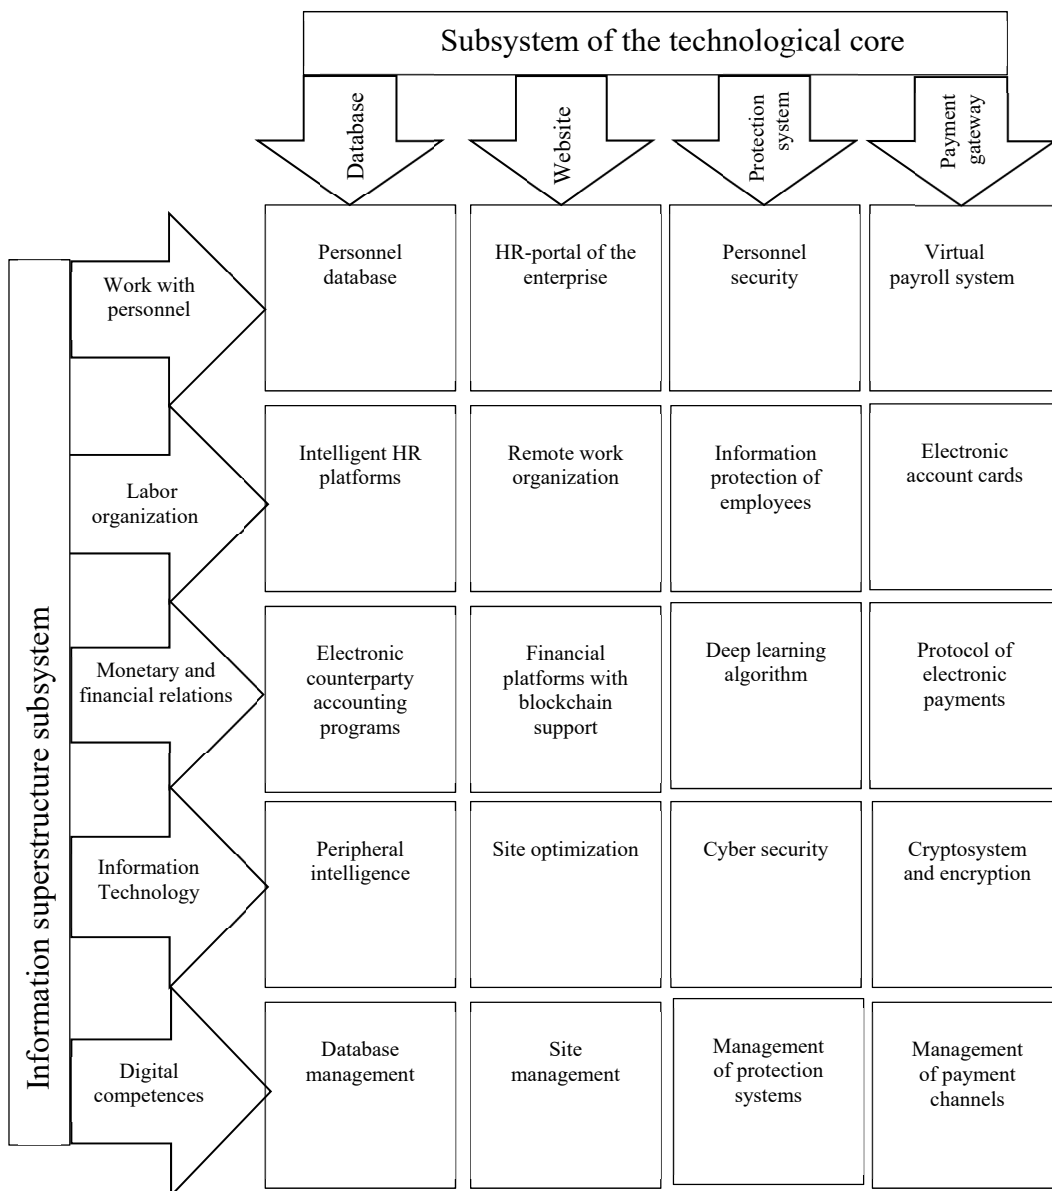 Subsystem of the technological core
Database
Website
Protection
system
Payment
gateway
Information superstructure subsystem
Work with
personnel
Personnel
database
HR-portal of the
enterprise
Personnel
security
Virtual
payroll system
Labor
organization
Intelligent HR
platforms
Remote work
organization
Information
protection of
employees
Electronic
account cards
Monetary and
financial relations
Electronic
counterparty
accounting
programs
Financial
platforms with
blockchain
support
Deep learning
algorithm
Protocol of
electronic
payments
Information
Technology
Peripheral
intelligence
Site optimization
Cyber security
Cryptosystem
and encryption
Digital
competences
Database
management
Site
management
Management
of protection
systems
Management
of payment
channels